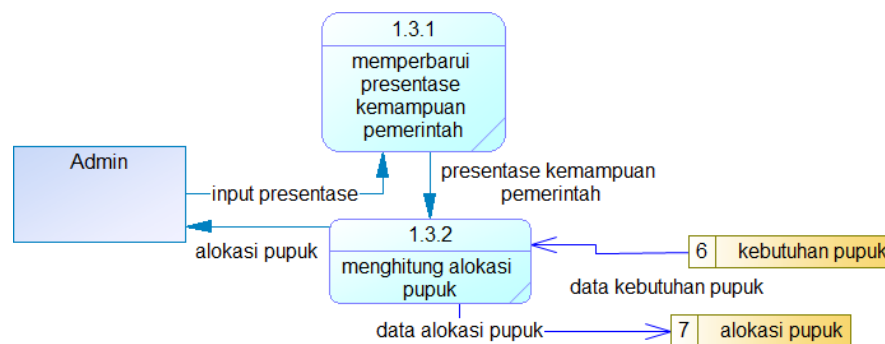 1.3.1
memperbarui
presentase
kemampuan
pemerintah
Admin
input presentase
presentase kemampuan
pemerintah
alokasi pupuk
1.3.2
menghitung alokasi
pupuk
6 kebutuhan pupuk
data kebutuhan pupuk
data alokasi pupuk
7 alokasi pupuk